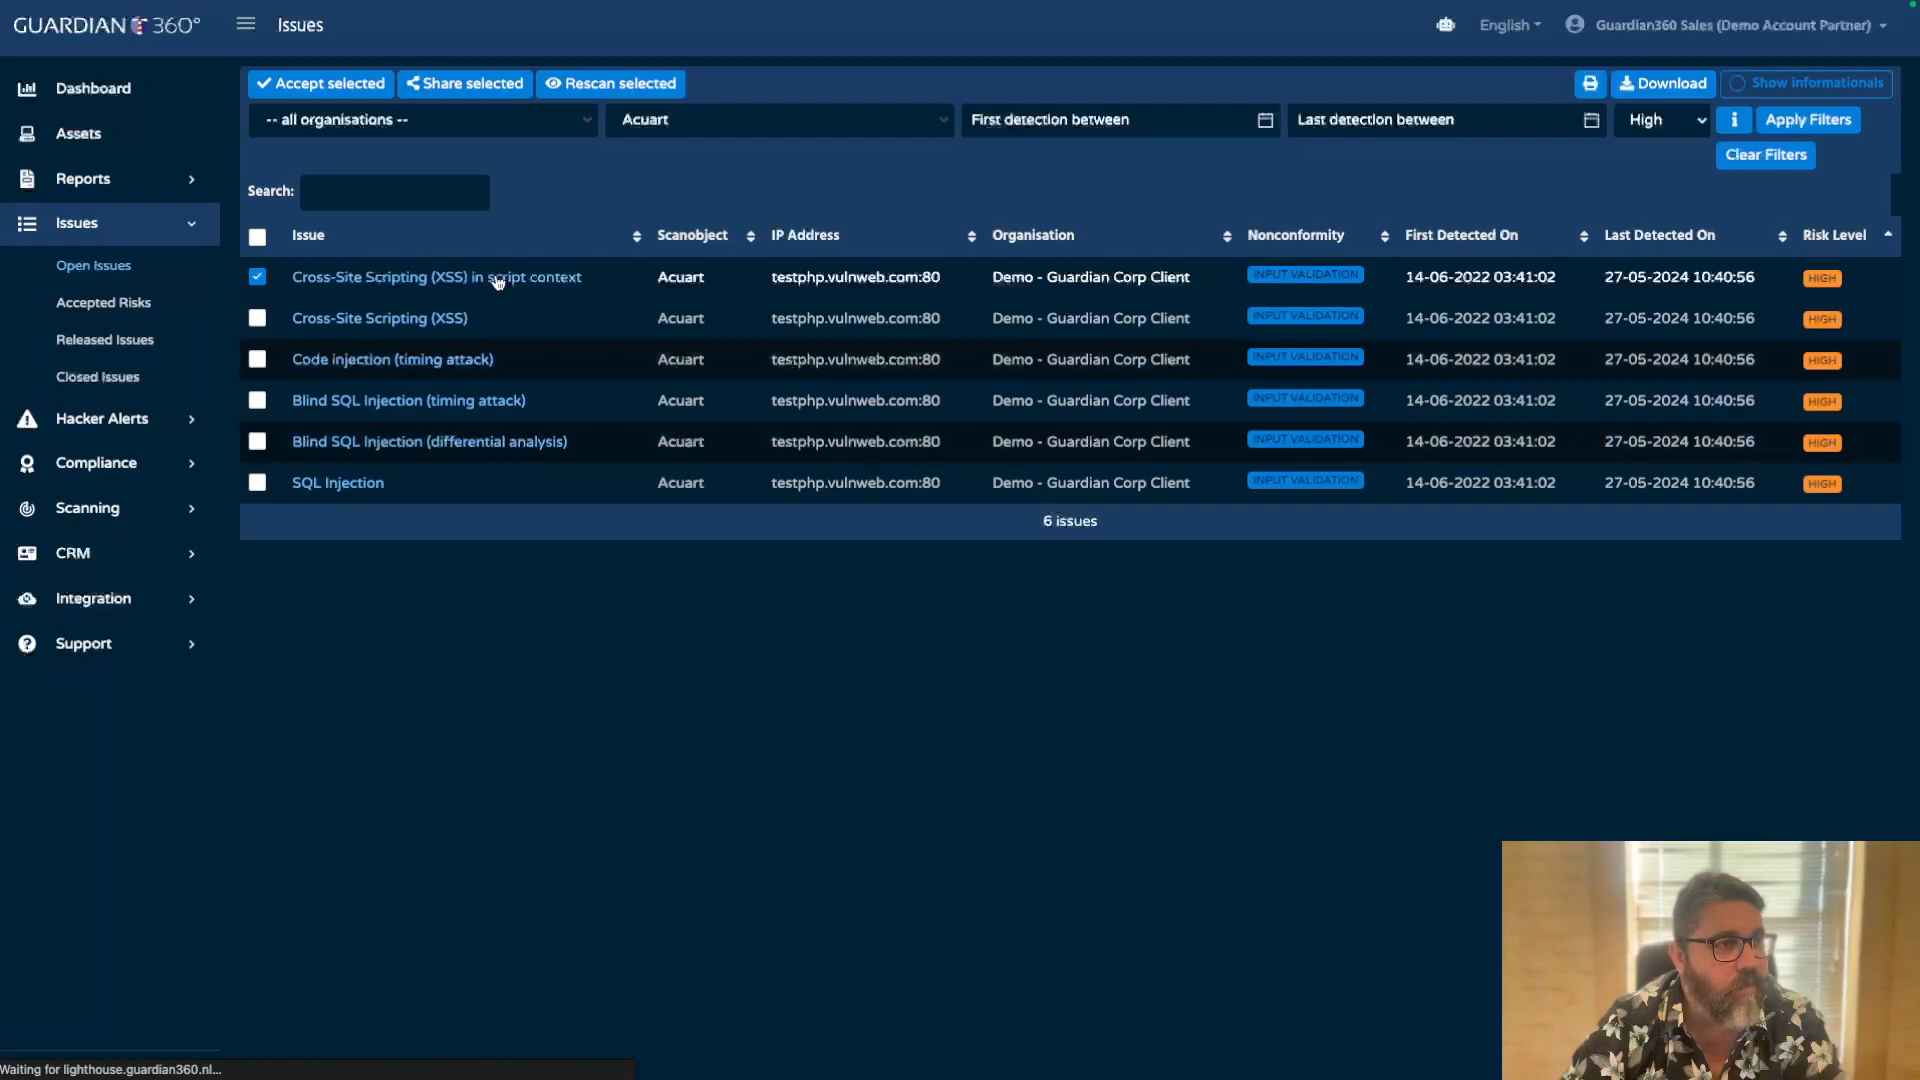 GUARDIAN 360°
Issues
English
Guardian360 Sales (Demo Account Partner)
Dashboard
Assets
Reports
Issues
Open Issues
Accepted Risks
Released Issues
Closed Issues
Hacker Alerts
Compliance
Scanning
CRM
Integration
Support
Accept selected
Share selected
Rescan selected
Download
Show informationals
-- all organisations --
Acuart
First detection between
Last detection between
High
i
Apply Filters
Clear Filters
Search:
Issue Scanobject IP Address Organisation Nonconformity First Detected On Last Detected On Risk Level
Cross-Site Scripting (XSS) in script context Acuart testphp.vulnweb.com:80 Demo - Guardian Corp Client INPUT VALIDATION 14-06-2022 03:41:02 27-05-2024 10:40:56 HIGH
Cross-Site Scripting (XSS) Acuart testphp.vulnweb.com:80 Demo - Guardian Corp Client INPUT VALIDATION 14-06-2022 03:41:02 27-05-2024 10:40:56 HIGH
Code injection (timing attack) Acuart testphp.vulnweb.com:80 Demo - Guardian Corp Client INPUT VALIDATION 14-06-2022 03:41:02 27-05-2024 10:40:56 HIGH
Blind SQL Injection (timing attack) Acuart testphp.vulnweb.com:80 Demo - Guardian Corp Client INPUT VALIDATION 14-06-2022 03:41:02 27-05-2024 10:40:56 HIGH
Blind SQL Injection (differential analysis) Acuart testphp.vulnweb.com:80 Demo - Guardian Corp Client INPUT VALIDATION 14-06-2022 03:41:02 27-05-2024 10:40:56 HIGH
SQL Injection Acuart testphp.vulnweb.com:80 Demo - Guardian Corp Client INPUT VALIDATION 14-06-2022 03:41:02 27-05-2024 10:40:56 HIGH
6 issues
Waiting for lighthouse.guardian360.nl...